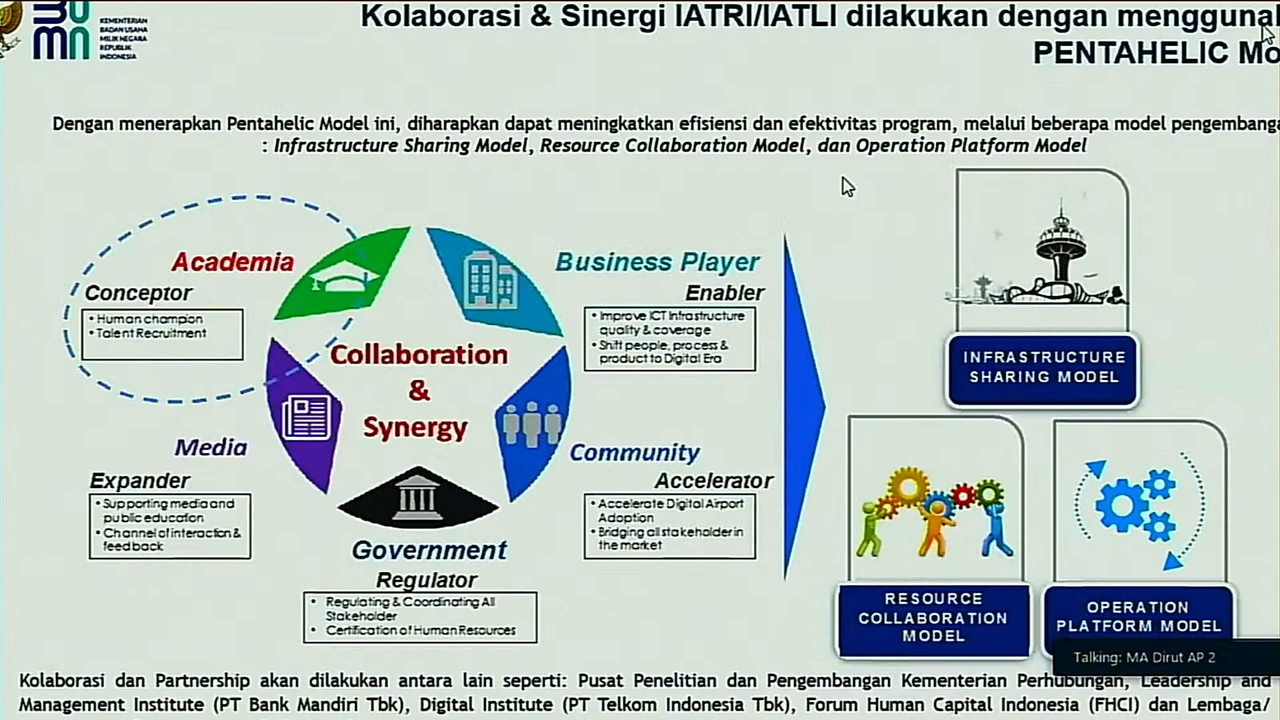 KEMENTERIAN
BADAN USAHA
MILIK NEGARA
REPUBLIK
INDONESIA
Kolaborasi & Sinergi IATRI/IATLI dilakukan dengan
PENTAHELIC
Dengan menerapkan Pentahelic Model ini, diharapkan dapat meningkatkan efisiensi dan efektivitas program, melalui beberapa model
: Infrastructure Sharing Model, Resource Collaboration Model, dan Operation Platform Model
Academia
Conceptor
• Human champion
• Talent Recruitment
Business Player
Enabler
• Improve ICT Infrastructure
quality & coverage
• Shift people, process &
product to Digital Era
Collaboration
&
Synergy
Media
Expander
• Supporting media and
public education
• Channel of interaction &
feedback
Community
Accelerator
• Accelerate Digital Airport
Adoption
• Bridging all stakeholder in
the market
Government
Regulator
• Regulating & Coordinating All
Stakeholder
• Certification of Human Resources
INFRASTRUCTURE
SHARING MODEL
RESOURCE
COLLABORATION
MODEL
OPERATION
PLATFORM MODEL
Talking: MA Dirut AP 2
Kolaborasi dan Partnership akan dilakukan antara lain seperti: Pusat Penelitian dan Pengembangan Kementerian Perhubungan, Leadership and
Management Institute (PT Bank Mandiri Tbk), Digital Institute (PT Telkom Indonesia Tbk), Forum Human Capital Indonesia (FHCI) dan Lembaga/